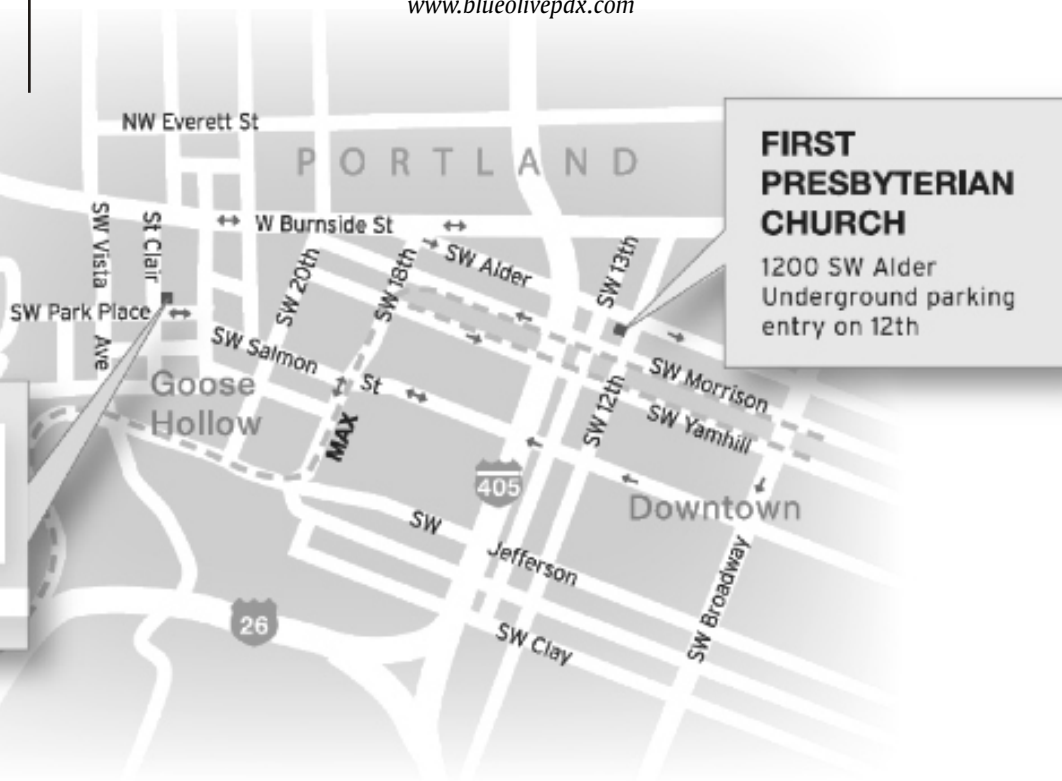 www.blueolivepdx.com
NW Everett St
PORTLAND
FIRST
PRESBYTERIAN
CHURCH
1200 SW Alder
Underground parking
entry on 12th
W Burnside St
SW Vista Ave
St Clair
SW Park Place
SW 20th
SW 18th
SW Alder
SW 13th
SW Salmon St
Goose
Hollow
MAX
SW Morrison
SW 12th
SW Yamhill
405
Downtown
SW Jefferson
26
SW Clay
SW Broadway